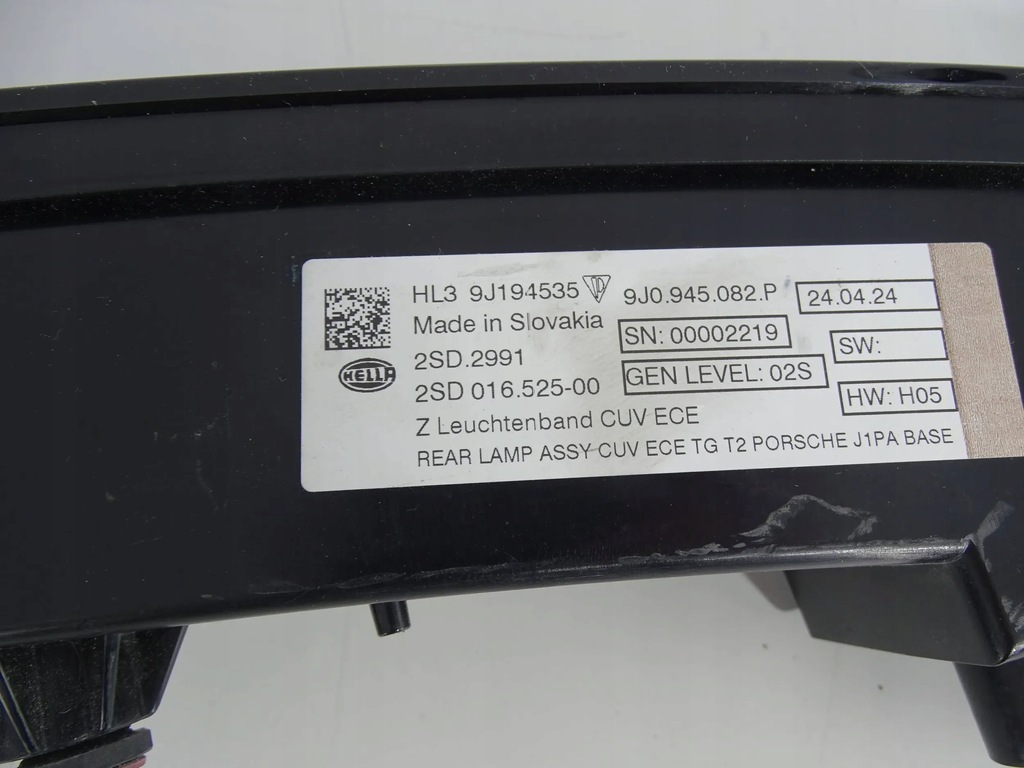 HL3 9J194535 9J0.945.082.P 24.04.24
Made in Slovakia SN: 00002219 SW:
HELLA 2SD.2991
2SD 016.525-00 GEN LEVEL: 02S HW: H05
Z Leuchtenband CUV ECE
REAR LAMP ASSY CUV ECE TG T2 PORSCHE J1PA BASE